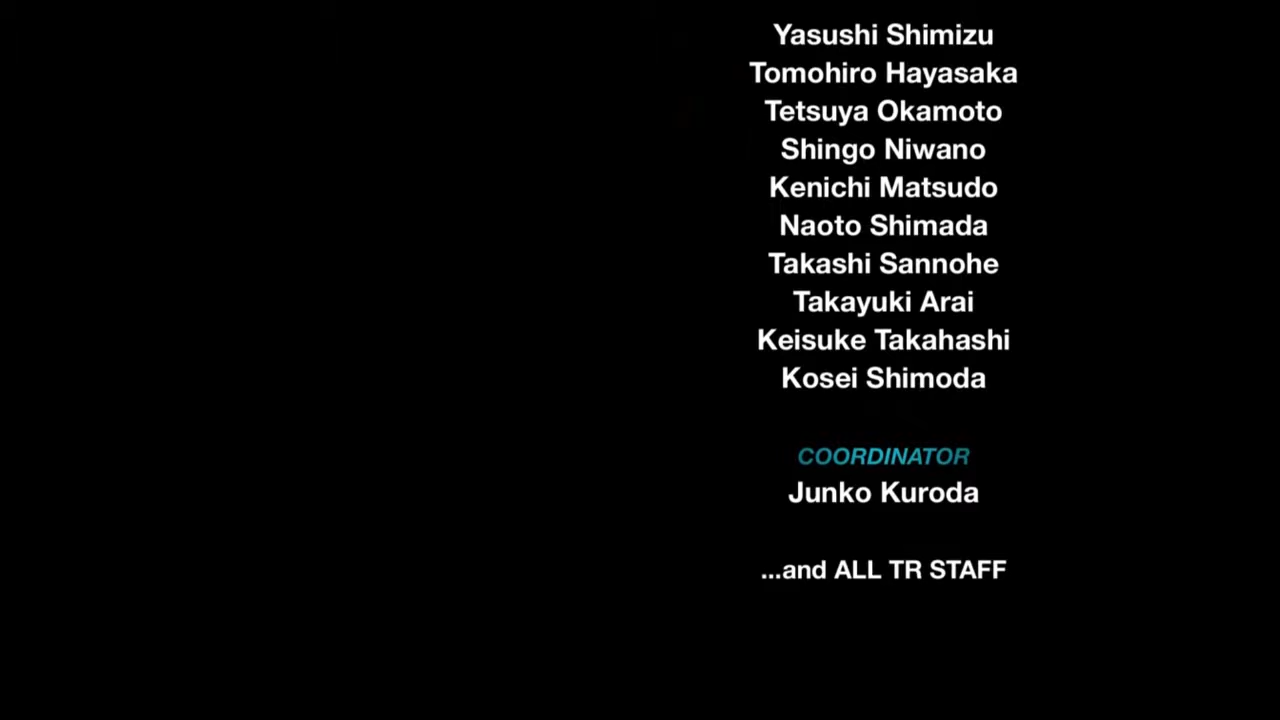 Yasushi Shimizu
Tomohiro Hayasaka
Tetsuya Okamoto
Shingo Niwano
Kenichi Matsudo
Naoto Shimada
Takashi Sannohe
Takayuki Arai
Keisuke Takahashi
Kosei Shimoda
COORDINATOR
Junko Kuroda
...and ALL TR STAFF